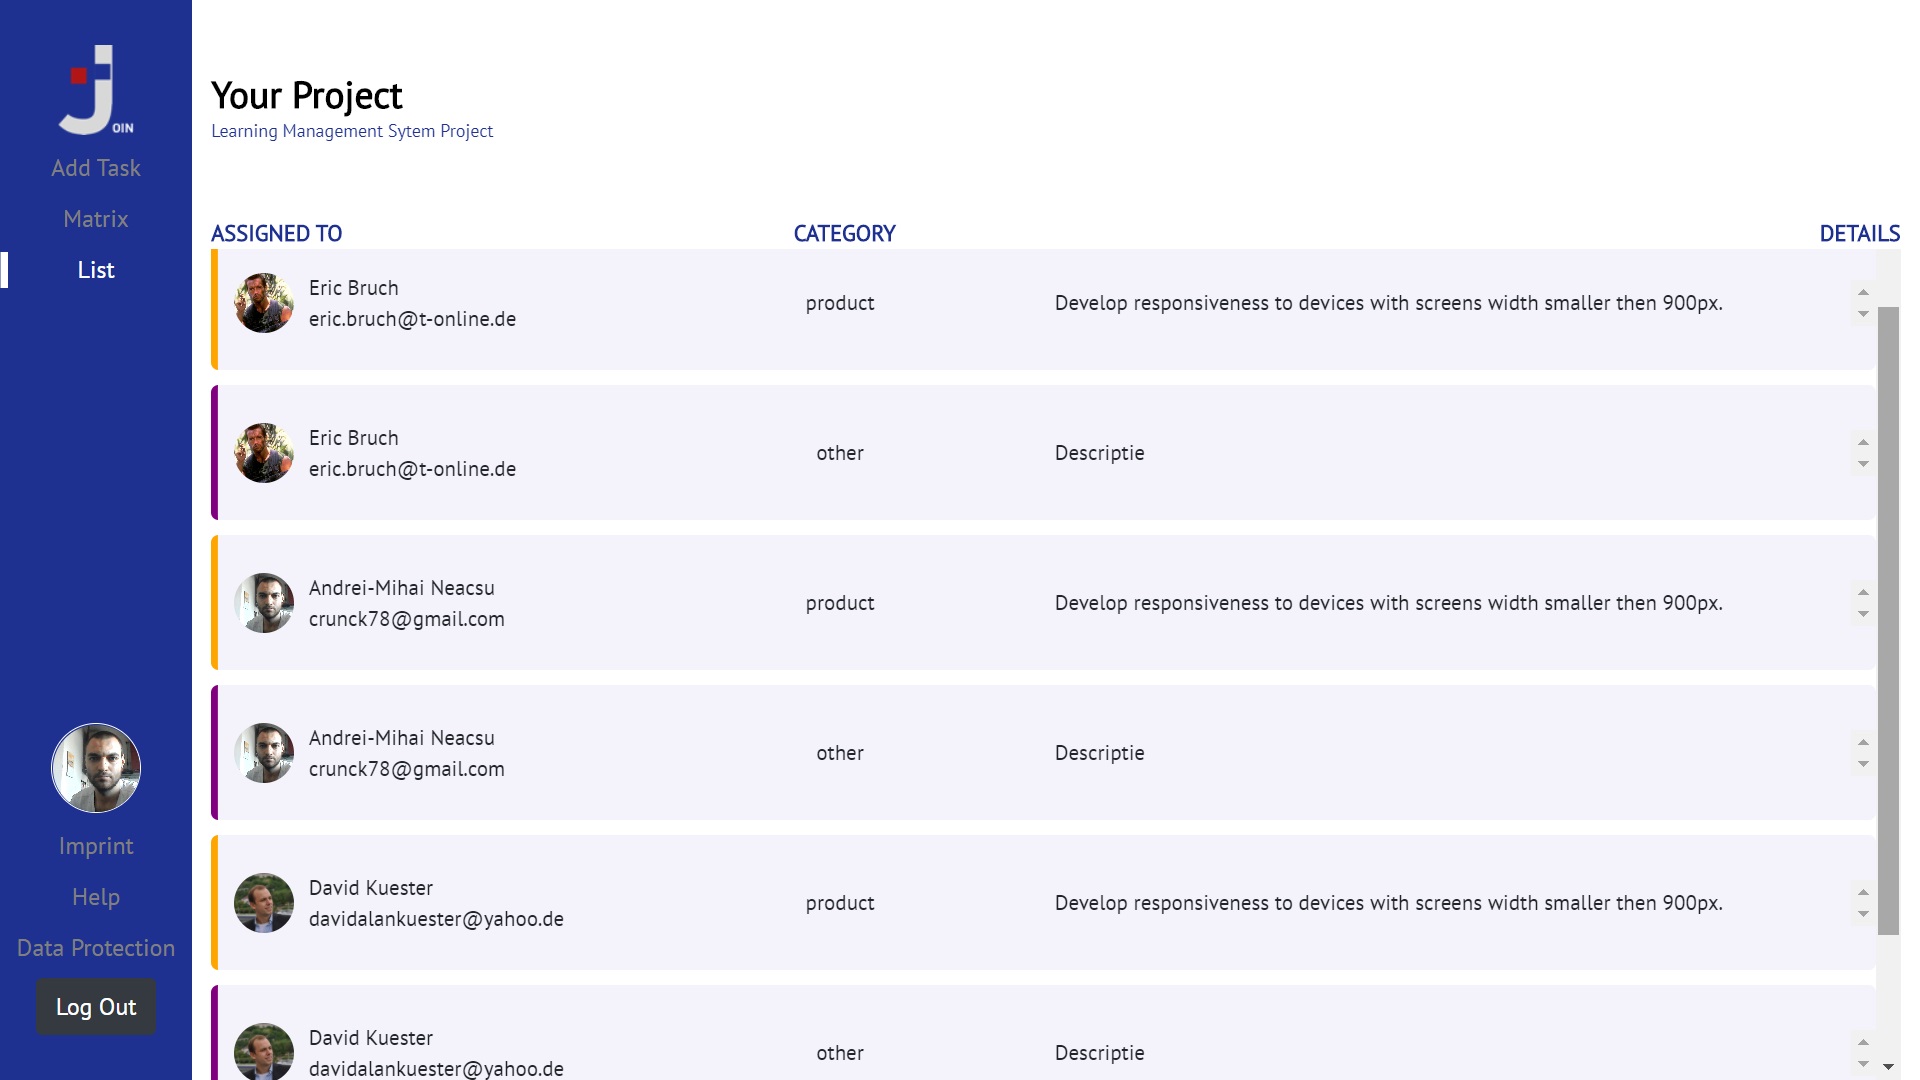 OIN
Add Task
Matrix
List
Imprint
Help
Data Protection
Log Out
Your Project
Learning Management Sytem Project
ASSIGNED TO CATEGORY DETAILS
Eric Bruch
eric.bruch@t-online.de
product
Develop responsiveness to devices with screens width smaller then 900px.
Eric Bruch
eric.bruch@t-online.de
other
Descriptie
Andrei-Mihai Neacsu
crunck78@gmail.com
product
Develop responsiveness to devices with screens width smaller then 900px.
Andrei-Mihai Neacsu
crunck78@gmail.com
other
Descriptie
David Kuester
davidalankuester@yahoo.de
product
Develop responsiveness to devices with screens width smaller then 900px.
David Kuester
davidalankuester@yahoo.de
other
Descriptie